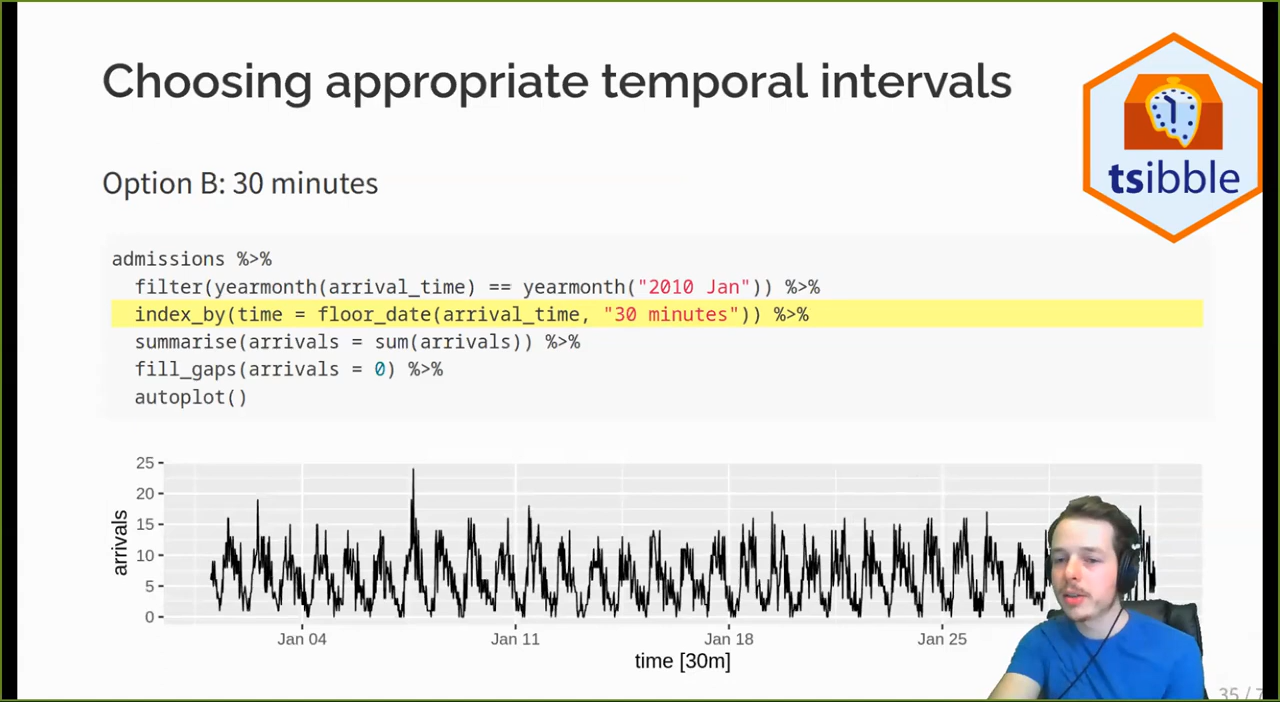 Choosing appropriate temporal intervals
tsibble
Option B: 30 minutes
admissions %>%
filter(yearmonth(arrival_time) == yearmonth("2010 Jan")) %>%
index_by(time = floor_date(arrival_time, "30 minutes")) %>%
summarise(arrivals = sum(arrivals)) %>%
fill_gaps(arrivals = 0) %>%
autoplot()
25
20
15
10
5
0
arrivals
Jan 04 Jan 11 Jan 18 Jan 25
time [30m]
35 /